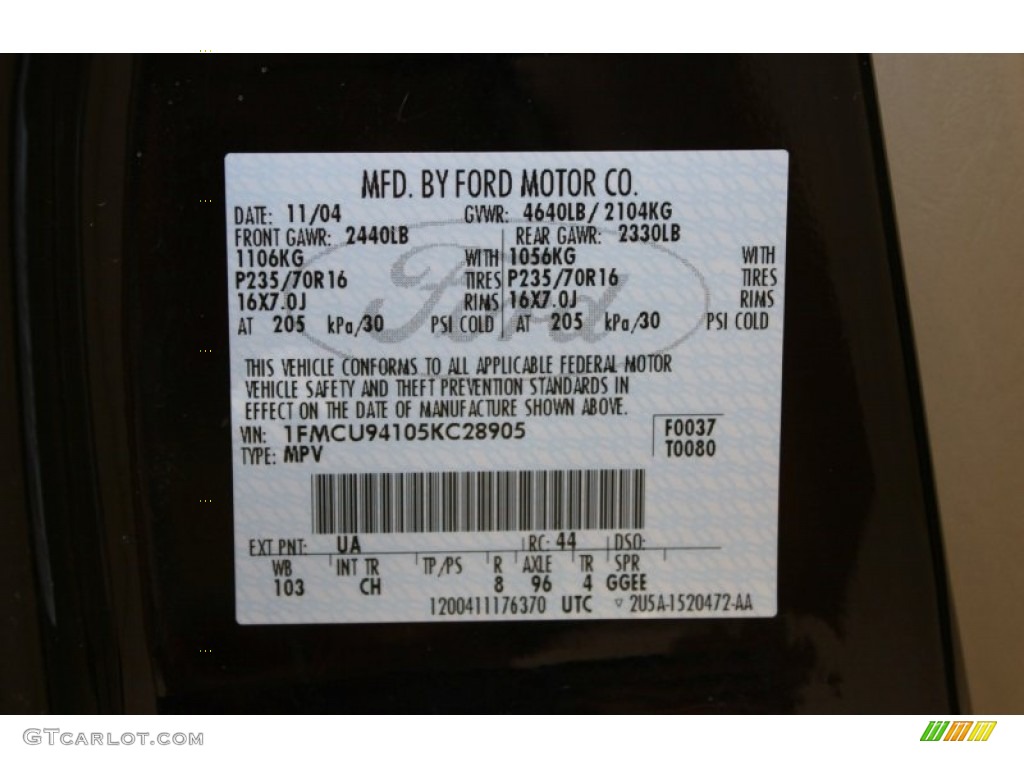 MFD. BY FORD MOTOR CO.
DATE: 11/04 GVWR: 4640LB/ 2104KG
FRONT GAWR: 2440LB REAR GAWR: 2330LB
1106KG WITH 1056KG WITH
P235/70R16 TIRES P235/70R16 TIRES
16X7.0J RIMS 16X7.0J RIMS
AT 205 kPa/30 PSI COLD AT 205 kPa/30 PSI COLD
Ford
THIS VEHICLE CONFORMS TO ALL APPLICABLE FEDERAL MOTOR
VEHICLE SAFETY AND THEFT PREVENTION STANDARDS IN
EFFECT ON THE DATE OF MANUFACTURE SHOWN ABOVE.
VIN: 1FMCU94105KC28905 F0037
TYPE: MPV T0080
EXT PNT: UA RC: 44 DSO:
WB INT TR TP/PS R AXLE TR SPR
103 CH 8 96 4 GGEE
1200411176370 UTC ▽ 2U5A-1520472-AA
GTCARLOT.COM